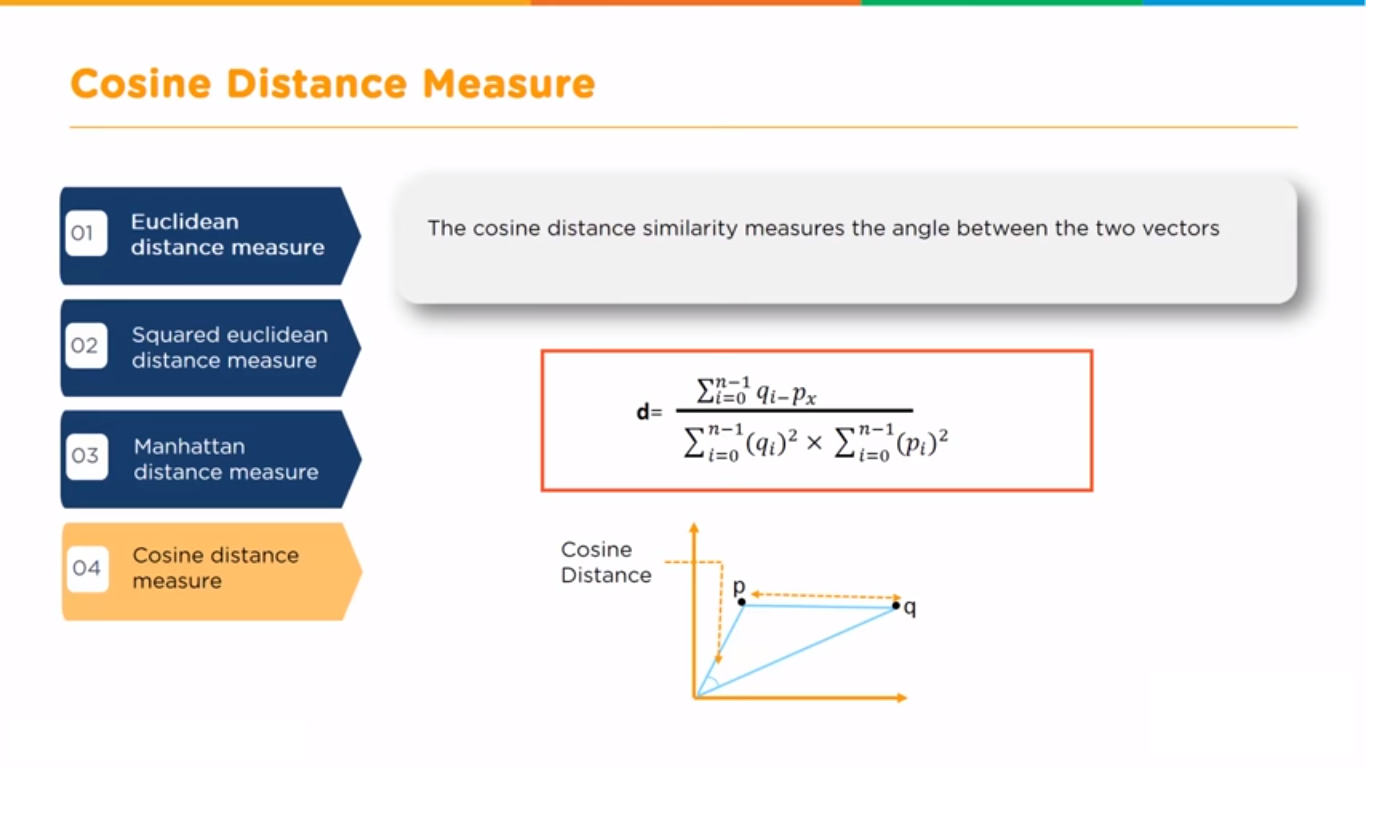 Cosine Distance Measure
01
Euclidean
distance measure
02
Squared euclidean
distance measure
03
Manhattan
distance measure
04
Cosine distance
measure
The cosine distance similarity measures the angle between the two vectors
d= \frac{\sum_{i=0}^{n-1} q_{i-}p_x}{\sum_{i=0}^{n-1}(q_i)^2 × \sum_{i=0}^{n-1}(p_i)^2}
Cosine
Distance
p
q